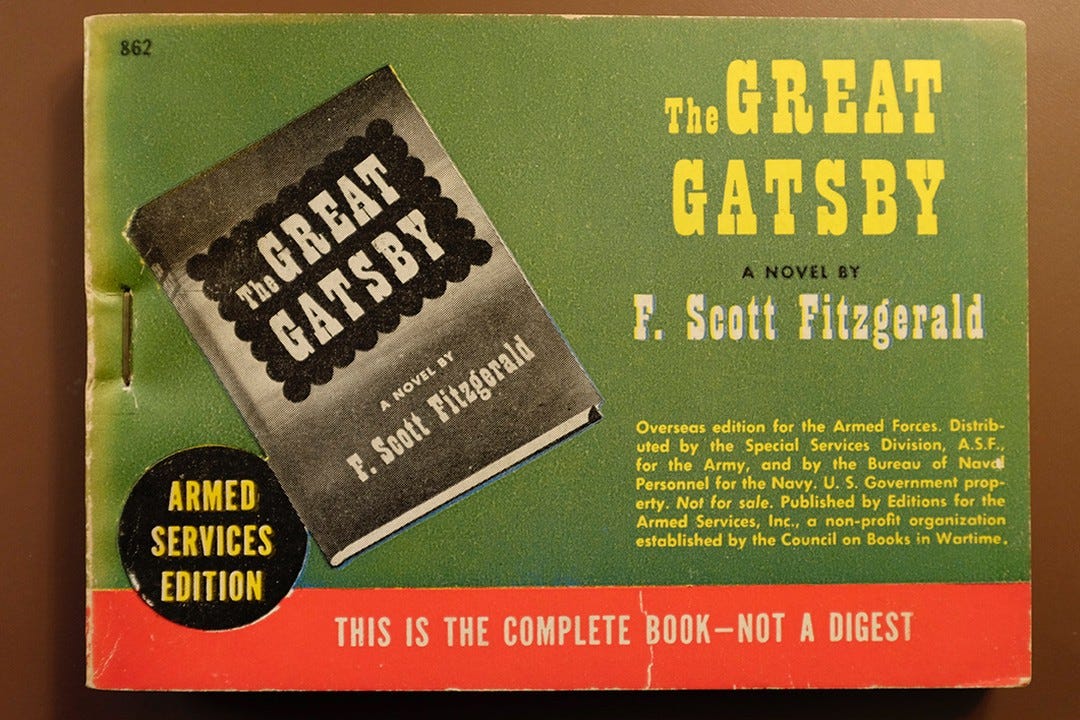 862
The GREAT
GATSBY
A NOVEL BY
F. Scott Fitzgerald
The GREAT
GATSBY
A NOVEL BY
F. Scott Fitzgerald
Overseas edition for the Armed Forces. Distrib-
uted by the Special Services Division, A.S.F.,
for the Army, and by the Bureau of Naval
Personnel for the Navy. U. S. Government prop-
erty. Not for sale. Published by Editions for the
Armed Services, Inc., a non-profit organization
established by the Council on Books in Wartime.
ARMED
SERVICES
EDITION
THIS IS THE COMPLETE BOOK—NOT A DIGEST